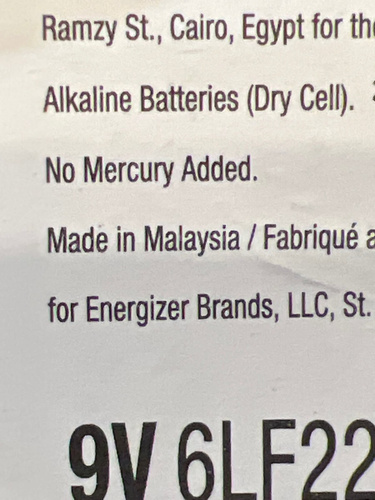 Ramzy St., Cairo, Egypt for the
Alkaline Batteries (Dry Cell).
No Mercury Added.
Made in Malaysia / Fabriqué a
for Energizer Brands, LLC, St.
9V 6LF22